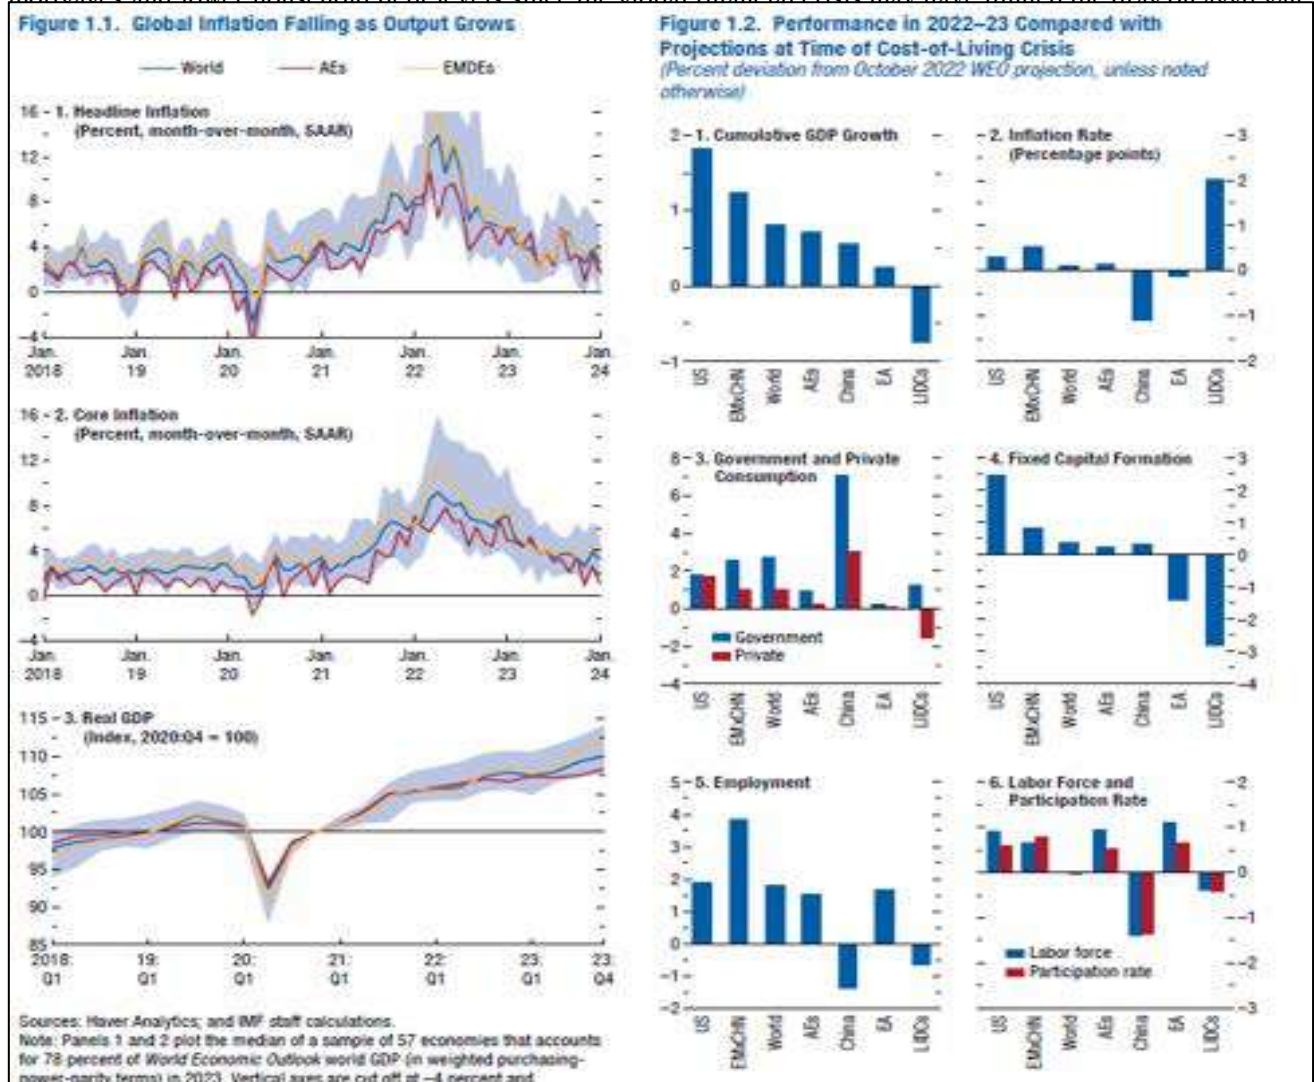 Figure 1.1. Global Inflation Falling as Output Grows
World AEs EMDEs
16 – 1. Headline Inflation
(Percent, month-over-month, SAAR)
12
8
4
0
–4
Jan. 2018
Jan. 19
Jan. 20
Jan. 21
Jan. 22
Jan. 23
Jan. 24
16 – 2. Core Inflation
(Percent, month-over-month, SAAR)
12
8
4
0
–4
Jan. 2018
Jan. 19
Jan. 20
Jan. 21
Jan. 22
Jan. 23
Jan. 24
115 – 3. Real GDP
(Index, 2020:Q4 = 100)
110
105
100
95
90
85
2018: Q1
19: Q1
20: Q1
21: Q1
22: Q1
23: Q1
23: Q4
Sources: Haver Analytics; and IMF staff calculations.
Note: Panels 1 and 2 plot the median of a sample of 57 economies that accounts
for 78 percent of World Economic Outlook world GDP (in weighted purchasing-
power-parity terms) in 2023. Vertical axes are cut off at –4 percent and
Figure 1.2. Performance in 2022–23 Compared with
Projections at Time of Cost-of-Living Crisis
(Percent deviation from October 2022 WEO projection, unless noted
otherwise)
2 – 1. Cumulative GDP Growth
1
0
–1
US
EMxCHN
World
AEs
China
EA
LIDCs
2. Inflation Rate
(Percentage points)
3
2
1
0
–1
–2
US
EMxCHN
World
AEs
China
EA
LIDCs
8 – 3. Government and Private
Consumption
6
4
2
0
–2
–4
Government
Private
US
EMxCHN
World
AEs
China
EA
LIDCs
4. Fixed Capital Formation
3
2
1
0
–1
–2
–3
–4
US
EMxCHN
World
AEs
China
EA
LIDCs
5 – 5. Employment
4
3
2
1
0
–1
–2
US
EMxCHN
World
AEs
China
EA
LIDCs
6. Labor Force and
Participation Rate
2
1
0
–1
–2
–3
Labor force
Participation rate
US
EMxCHN
World
AEs
China
EA
LIDCs